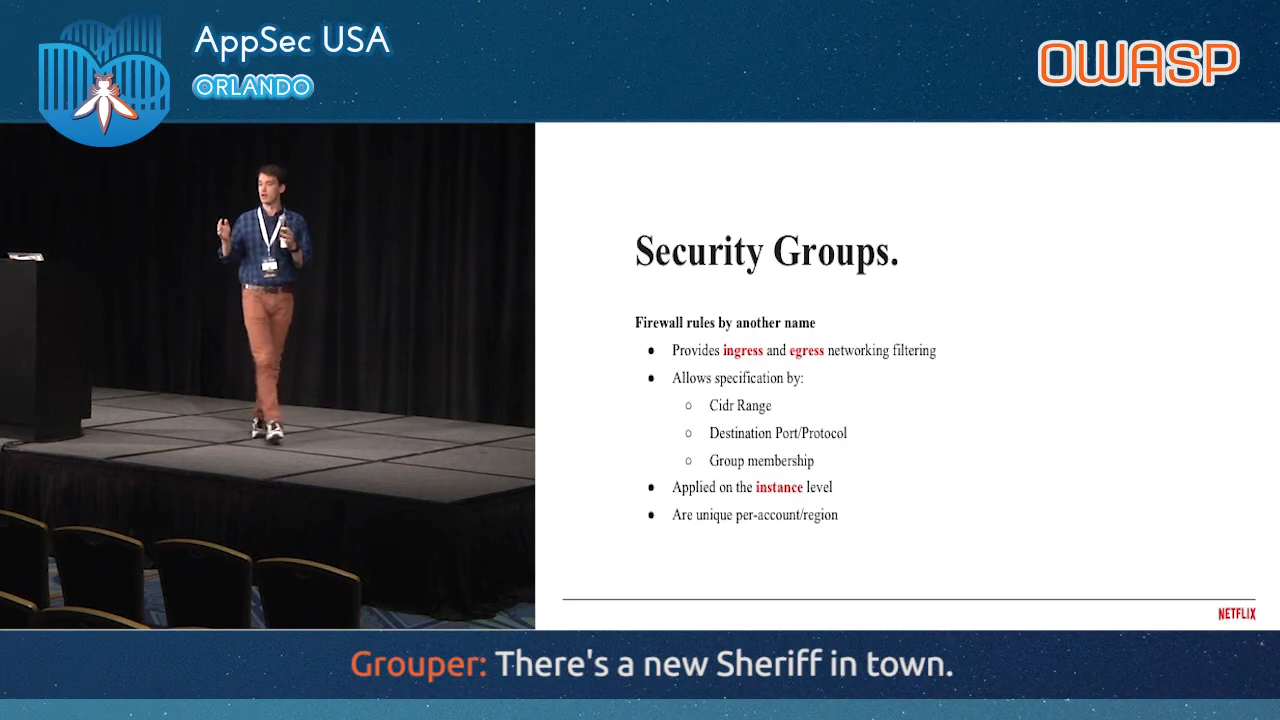 AppSec USA
ORLANDO
OWASP
Security Groups.
Firewall rules by another name
● Provides ingress and egress networking filtering
● Allows specification by:
○ Cidr Range
○ Destination Port/Protocol
○ Group membership
● Applied on the instance level
● Are unique per-account/region
NETFLIX
Grouper: There's a new Sheriff in town.